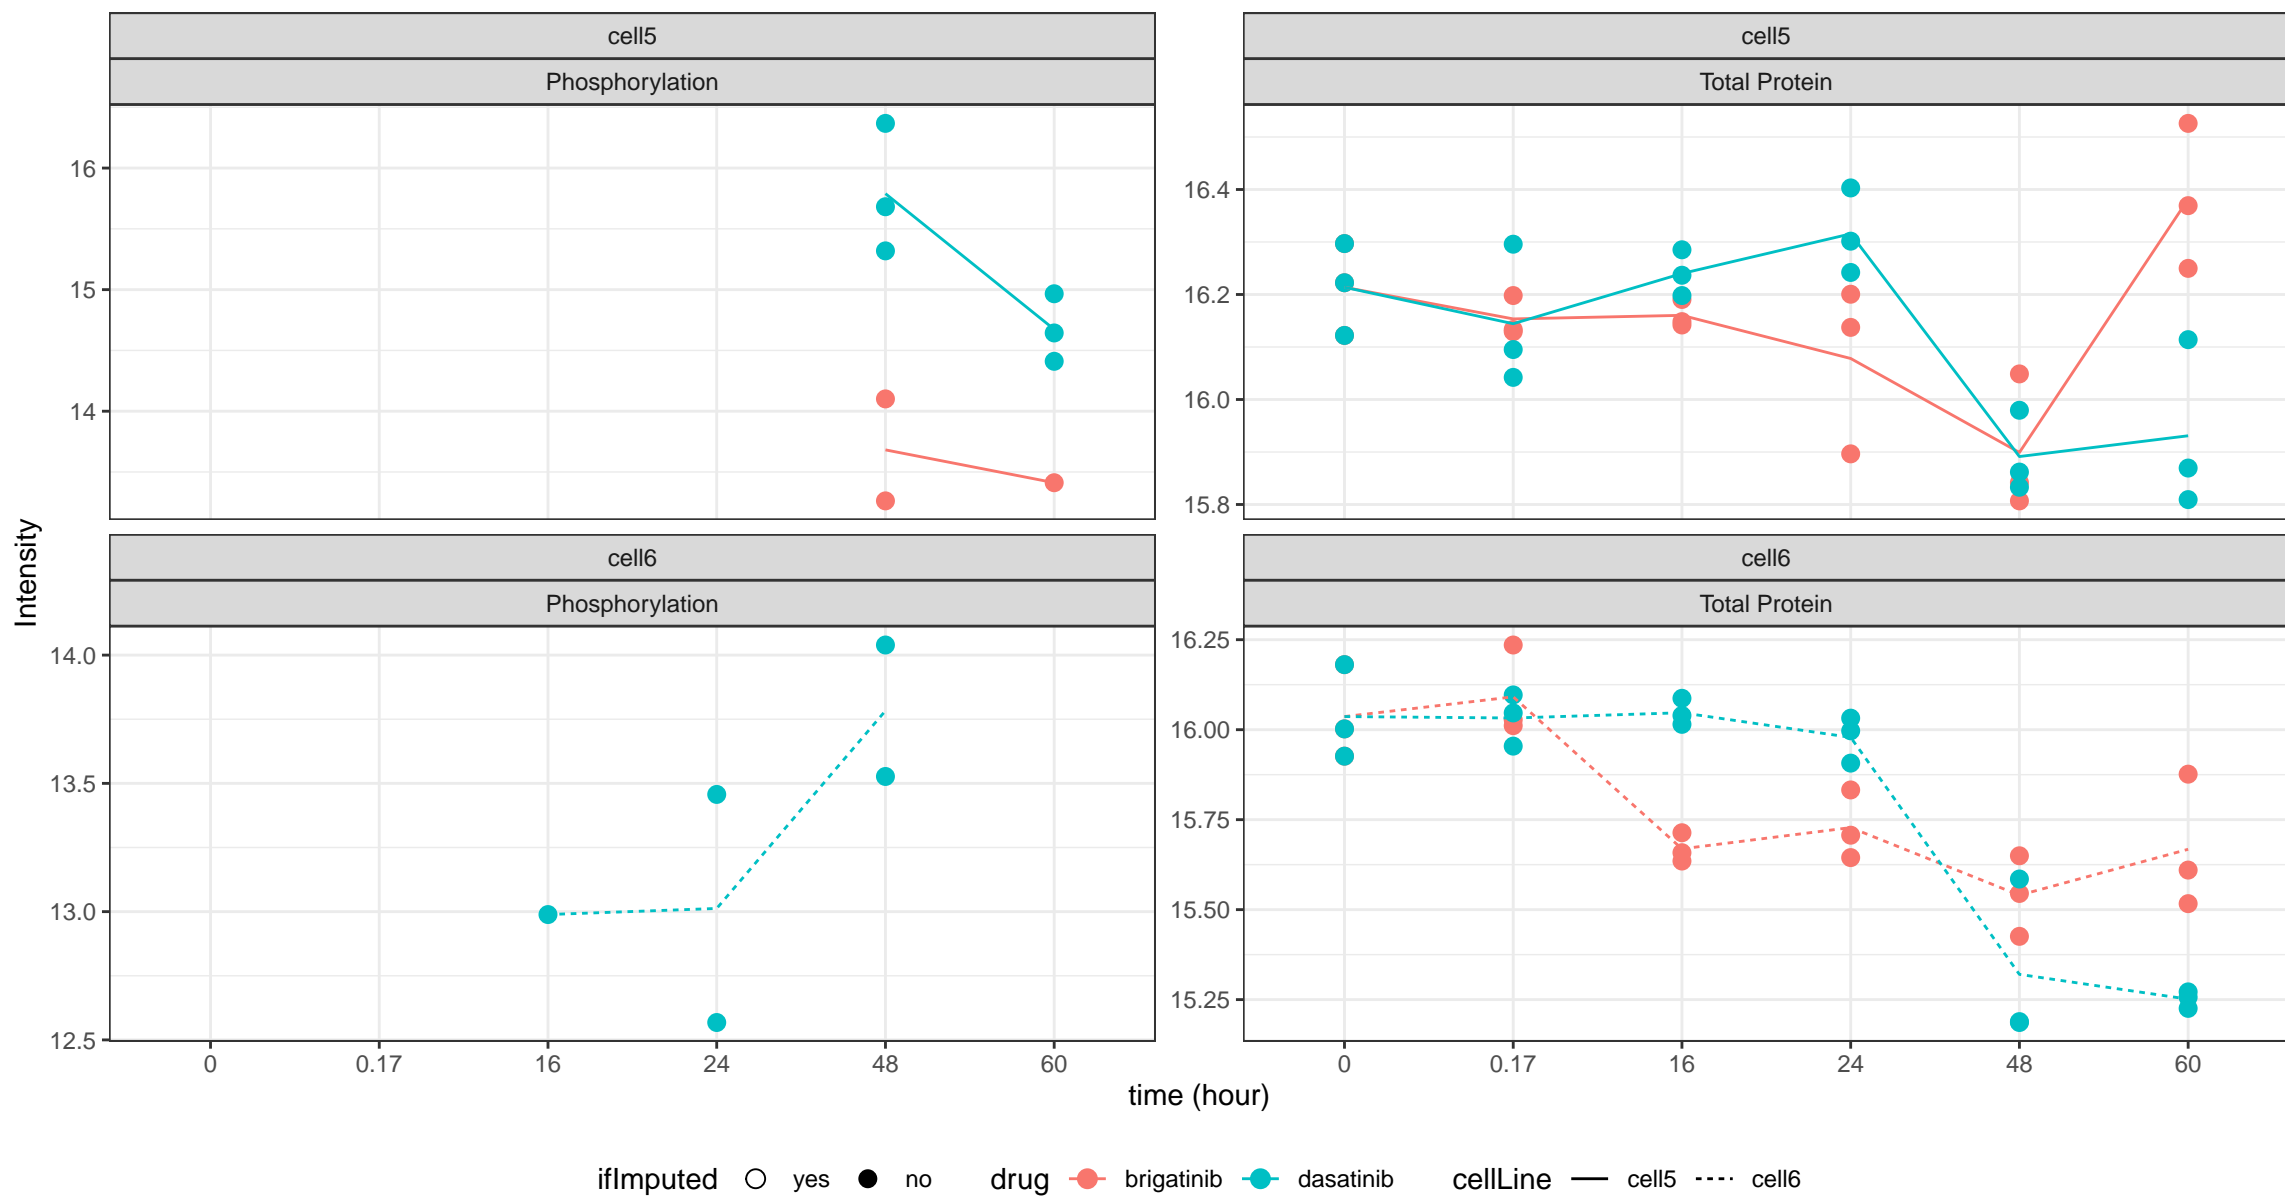 cell5
Phosphorylation
cell5
Total Protein
16
15
14
16.4
16.2
16.0
15.8
Intensity
cell6
Phosphorylation
cell6
Total Protein
14.0
13.5
13.0
12.5
16.25
16.00
15.75
15.50
15.25
0 0.17 16 24 48 60
0 0.17 16 24 48 60
time (hour)
ifImputed yes no drug brigatinib dasatinib cellLine cell5 cell6